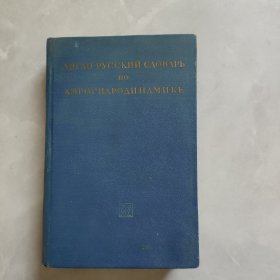 АНГЛО-РУССКИЙ СЛОВАРЬ
ПО
АЭРОГИДРОДИНАМИКЕ